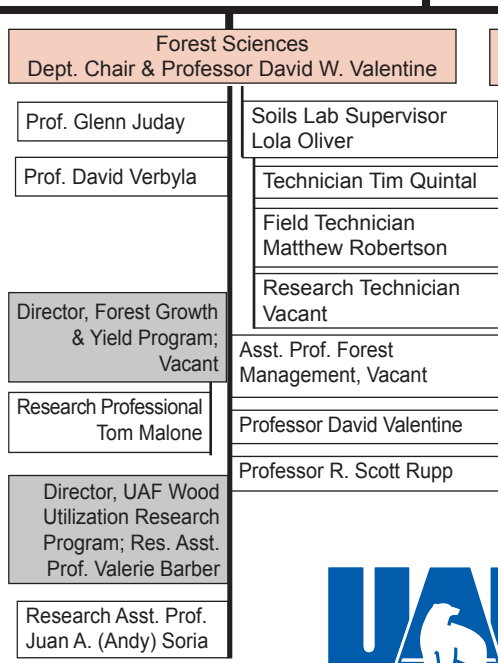 Forest Sciences
Dept. Chair & Professor David W. Valentine
Prof. Glenn Juday
Prof. David Verbyla
Director, Forest Growth
& Yield Program;
Vacant
Research Professional
Tom Malone
Director, UAF Wood
Utilization Research
Program; Res. Asst.
Prof. Valerie Barber
Research Asst. Prof.
Juan A. (Andy) Soria
Soils Lab Supervisor
Lola Oliver
Technician Tim Quintal
Field Technician
Matthew Robertson
Research Technician
Vacant
Asst. Prof. Forest
Management, Vacant
Professor David Valentine
Professor R. Scott Rupp